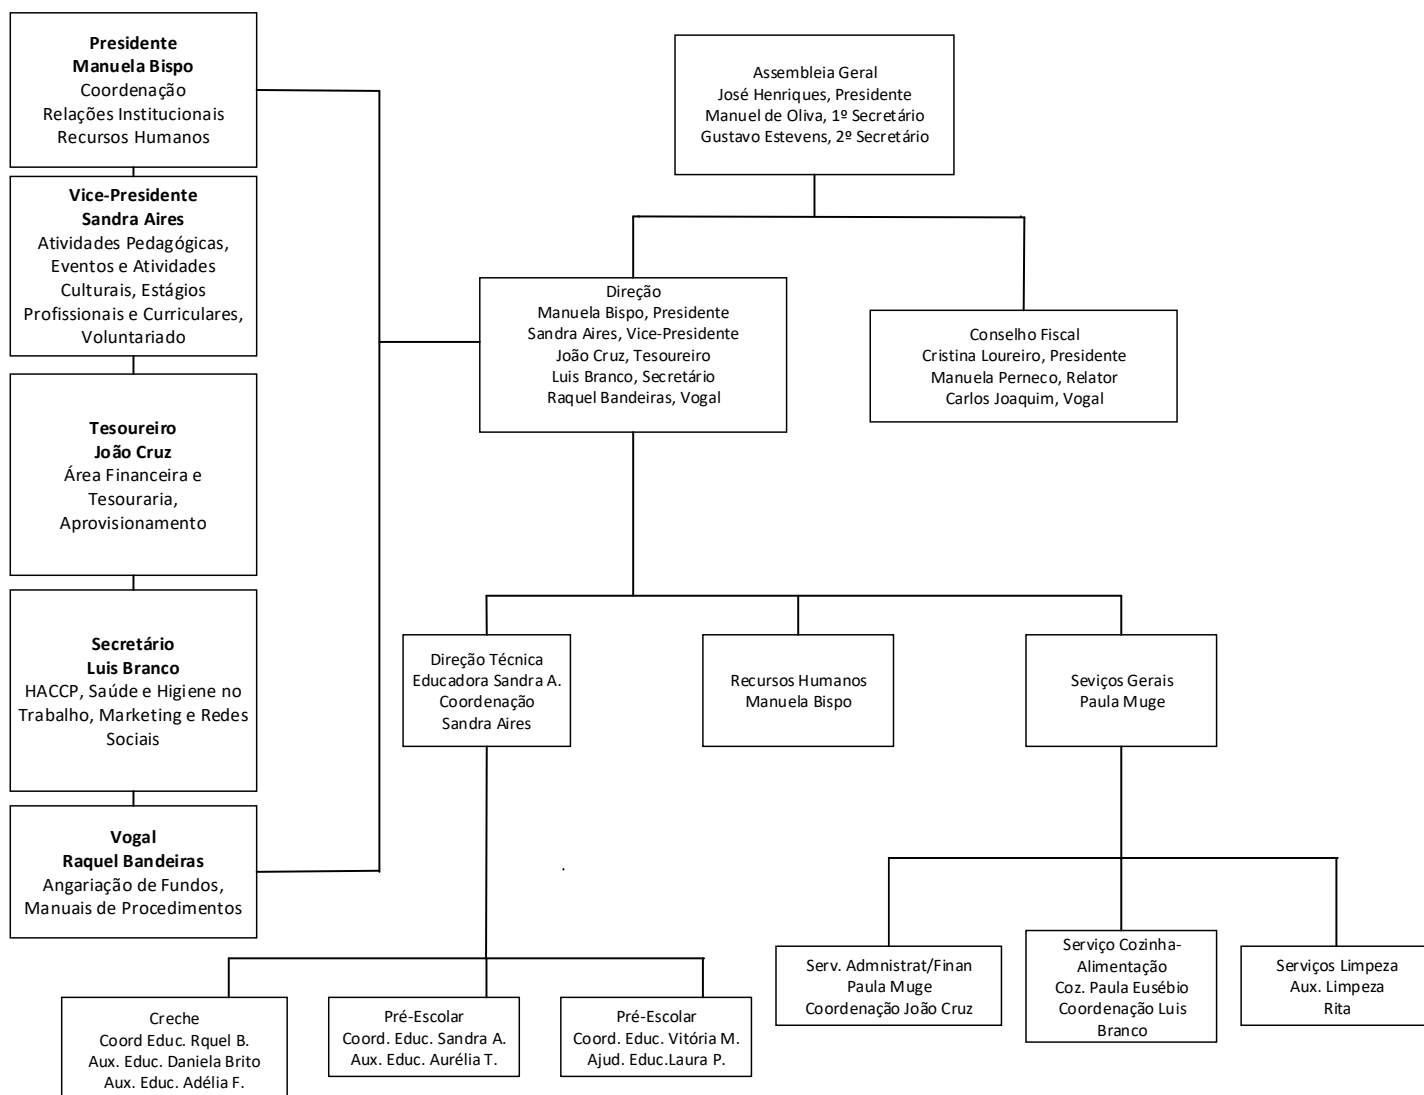 Presidente
Manuela Bispo
Coordenação
Relações Institucionais
Recursos Humanos
Vice-Presidente
Sandra Aires
Atividades Pedagógicas,
Eventos e Atividades
Culturais, Estágios
Profissionais e Curriculares,
Voluntariado
Tesoureiro
João Cruz
Área Financeira e
Tesouraria,
Aprovisionamento
Secretário
Luis Branco
HACCP, Saúde e Higiene no
Trabalho, Marketing e Redes
Sociais
Vogal
Raquel Bandeiras
Angariação de Fundos,
Manuais de Procedimentos
Assembleia Geral
José Henriques, Presidente
Manuel de Oliva, 1º Secretário
Gustavo Estevens, 2º Secretário
Direção
Manuela Bispo, Presidente
Sandra Aires, Vice-Presidente
João Cruz, Tesoureiro
Luis Branco, Secretário
Raquel Bandeiras, Vogal
Conselho Fiscal
Cristina Loureiro, Presidente
Manuela Perneco, Relator
Carlos Joaquim, Vogal
Direção Técnica
Educadora Sandra A.
Coordenação
Sandra Aires
Recursos Humanos
Manuela Bispo
Seviços Gerais
Paula Muge
Creche
Coord Educ. Rquel B.
Aux. Educ. Daniela Brito
Aux. Educ. Adélia F.
Pré-Escolar
Coord. Educ. Sandra A.
Aux. Educ. Aurélia T.
Pré-Escolar
Coord. Educ. Vitória M.
Ajud. Educ.Laura P.
Serv. Admnistrat/Finan
Paula Muge
Coordenação João Cruz
Serviço Cozinha-
Alimentação
Coz. Paula Eusébio
Coordenação Luis
Branco
Serviços Limpeza
Aux. Limpeza
Rita